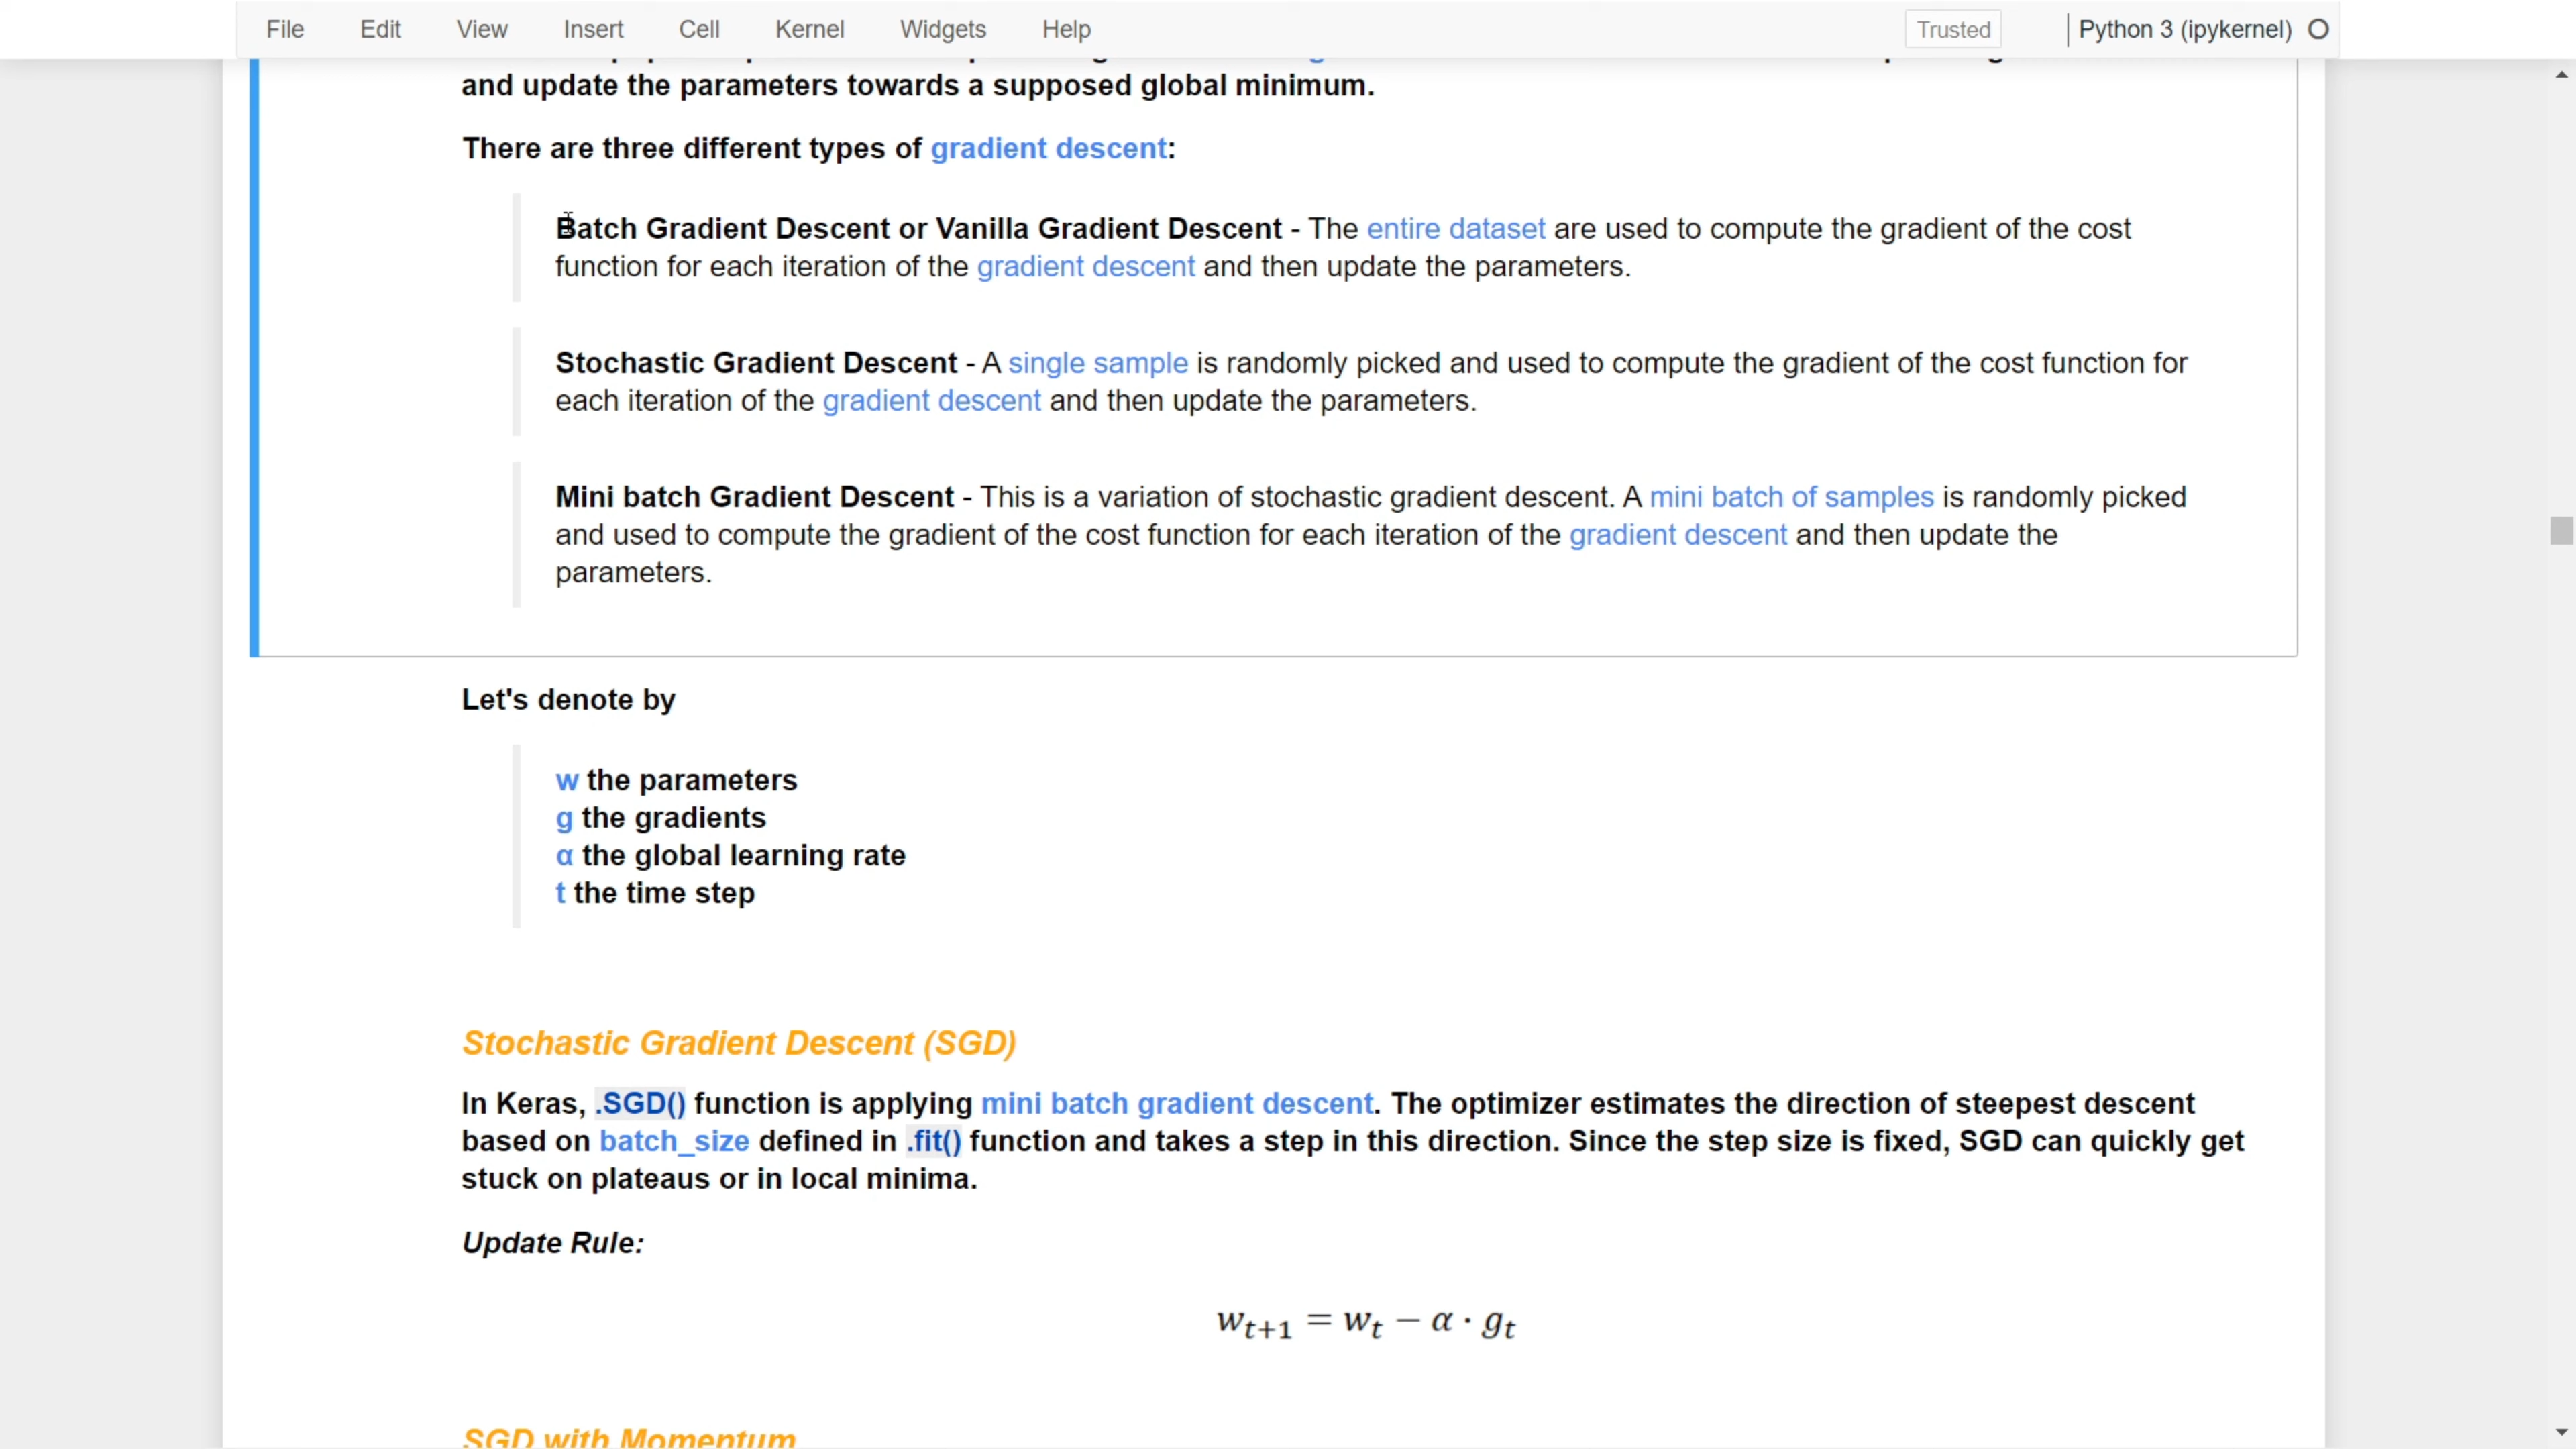 File Edit View Insert Cell Kernel Widgets Help Trusted Python 3 (ipykernel)
and update the parameters towards a supposed global minimum.
There are three different types of gradient descent:
Batch Gradient Descent or Vanilla Gradient Descent - The entire dataset are used to compute the gradient of the cost
function for each iteration of the gradient descent and then update the parameters.
Stochastic Gradient Descent - A single sample is randomly picked and used to compute the gradient of the cost function for
each iteration of the gradient descent and then update the parameters.
Mini batch Gradient Descent - This is a variation of stochastic gradient descent. A mini batch of samples is randomly picked
and used to compute the gradient of the cost function for each iteration of the gradient descent and then update the
parameters.
Let's denote by
w the parameters
g the gradients
α the global learning rate
t the time step
Stochastic Gradient Descent (SGD)
In Keras, .SGD() function is applying mini batch gradient descent. The optimizer estimates the direction of steepest descent
based on batch_size defined in .fit() function and takes a step in this direction. Since the step size is fixed, SGD can quickly get
stuck on plateaus or in local minima.
Update Rule:
w_{t+1} = w_t − α · g_t
SGD with Momentum